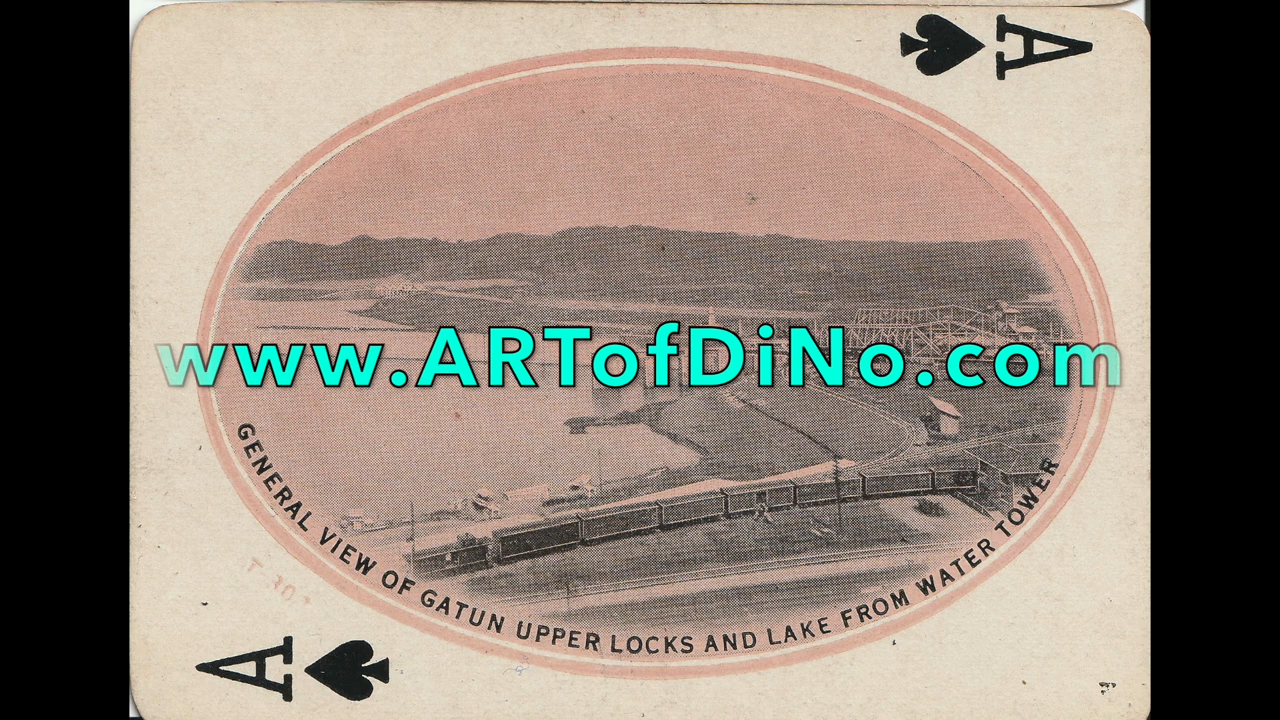 A
www.ARTofDiNo.com
GENERAL VIEW OF GATUN UPPER LOCKS AND LAKE FROM WATER TOWER
A